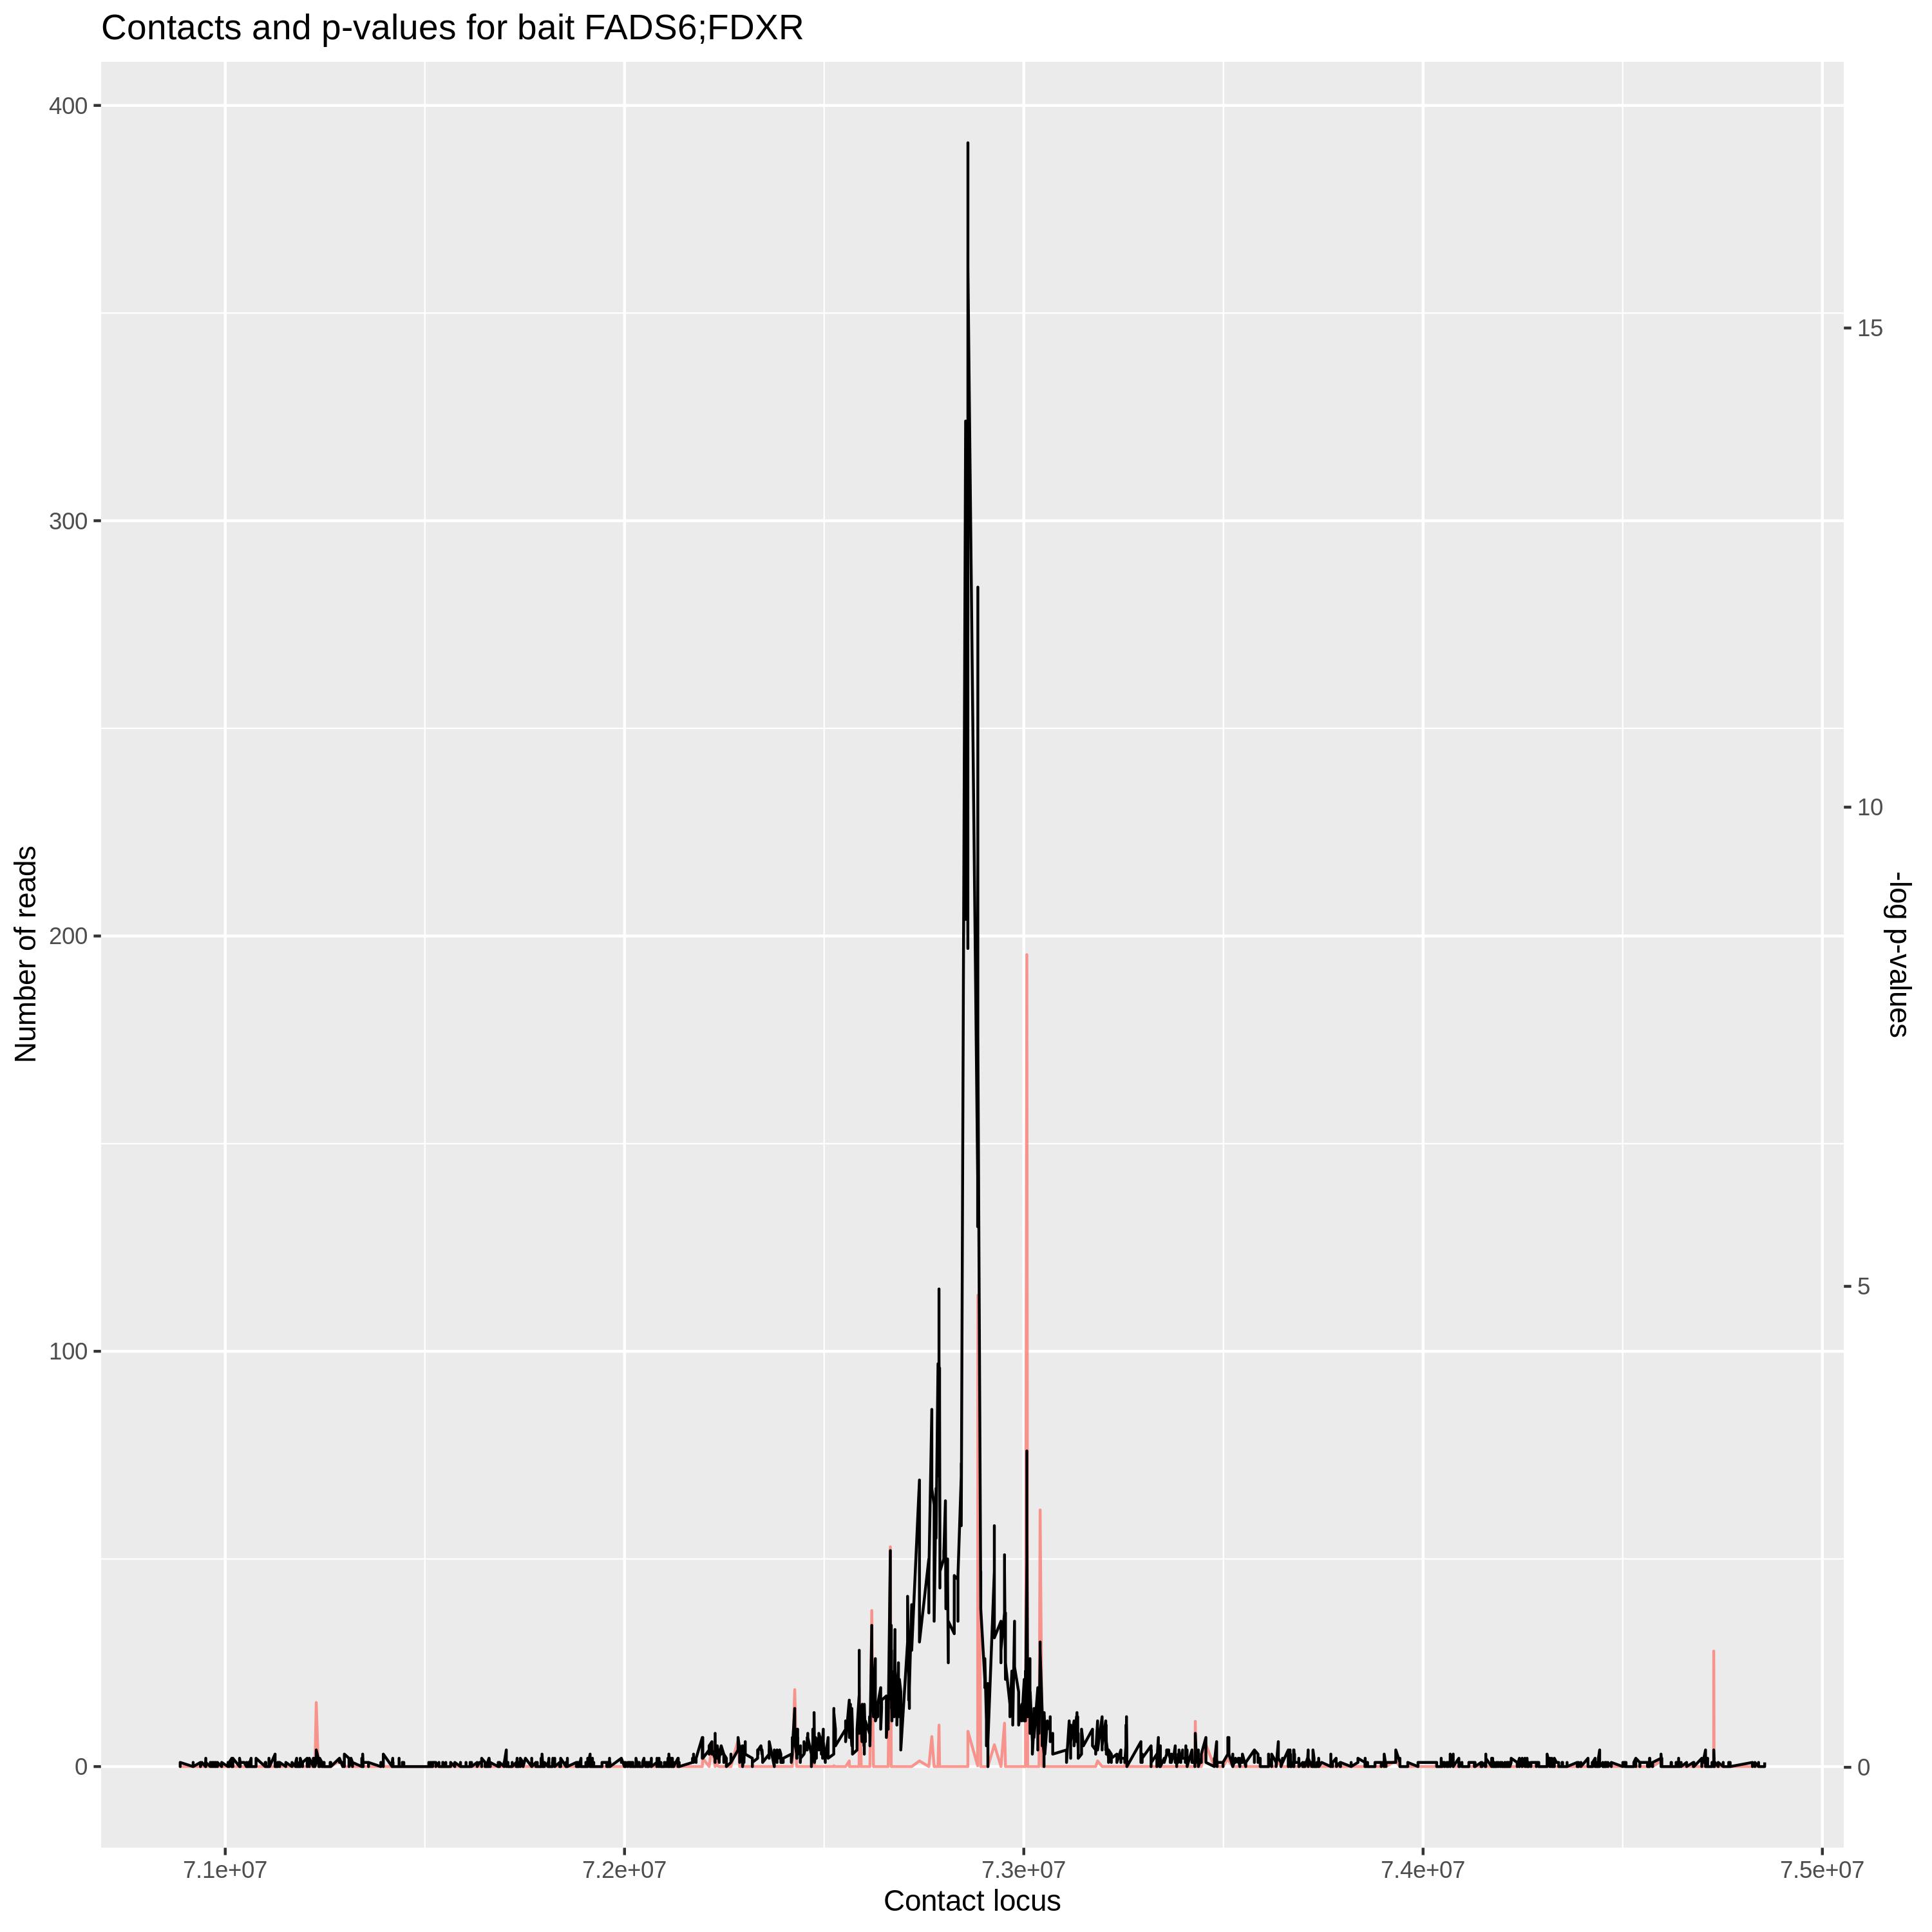 Contacts and p-values for bait FADS6;FDXR
400
300
200
100
0
Number of reads
15
10
5
0
-log p-values
7.1e+07 7.2e+07 7.3e+07 7.4e+07 7.5e+07
Contact locus